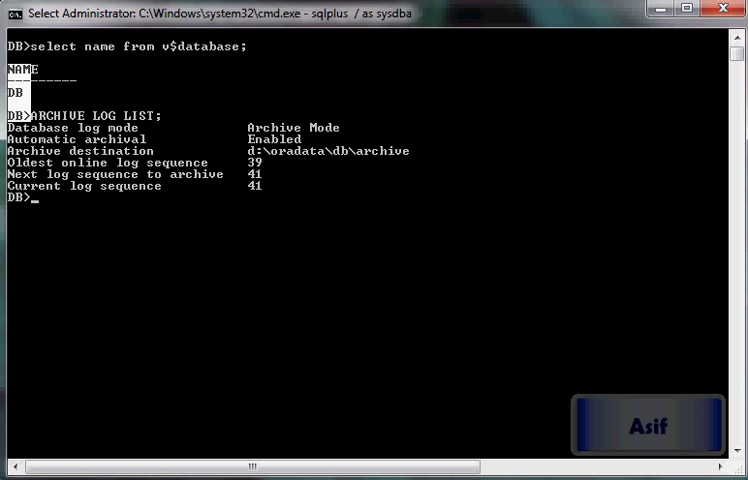 Select Administrator: C:\Windows\system32\cmd.exe - sqlplus / as sysdba
DB>select name from v$database;
NAME
---------
DB
DB>ARCHIVE LOG LIST;
Database log mode Archive Mode
Automatic archival Enabled
Archive destination d:\oradata\db\archive
Oldest online log sequence 39
Next log sequence to archive 41
Current log sequence 41
DB>_
Asif